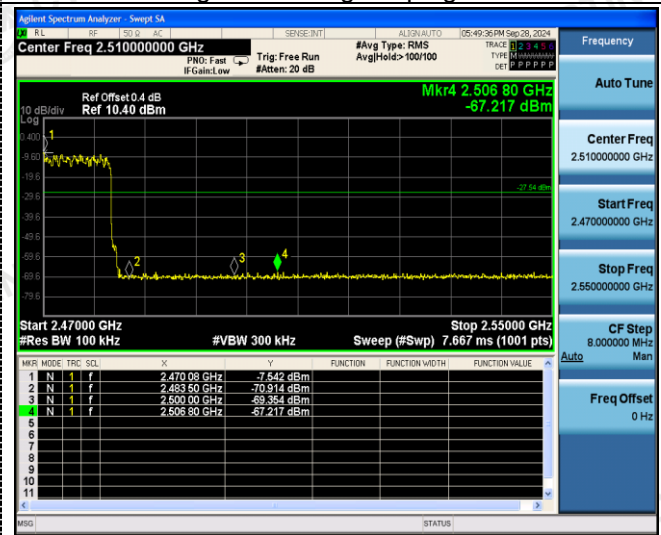 Agilent Spectrum Analyzer - Swept SA
RL RF 50 Ω AC SENSE:INT ALIGNAUTO 05:49:36PM Sep 28, 2024
Center Freq 2.510000000 GHz
PNO: Fast
IFGain:Low
Trig: Free Run
#Atten: 20 dB
#Avg Type: RMS
Avg|Hold:> 100/100
TRACE 1 2 3 4 5 6
TYPE M
DET P P P P P P
Frequency
Auto Tune
Center Freq
2.510000000 GHz
Start Freq
2.470000000 GHz
Stop Freq
2.550000000 GHz
CF Step
8.000000 MHz
Auto Man
Freq Offset
0 Hz
Mkr4 2.506 80 GHz
-67.217 dBm
Ref Offset 0.4 dB
10 dB/div Ref 10.40 dBm
Log
0.400
-9.60
-19.6
-29.6
-39.6
-49.6
-59.6
-69.6
-79.6
1
2
3
4
-27.54 dBm
Start 2.47000 GHz Stop 2.55000 GHz
#Res BW 100 kHz #VBW 300 kHz Sweep (#Swp) 7.667 ms (1001 pts)
MKR MODE TRC SCL X Y FUNCTION FUNCTION WIDTH FUNCTION VALUE
1 N 1 f 2.470 08 GHz -7.542 dBm
2 N 1 f 2.483 50 GHz -70.914 dBm
3 N 1 f 2.500 00 GHz -69.354 dBm
4 N 1 f 2.506 80 GHz -67.217 dBm
5
6
7
8
9
10
11
MSG STATUS